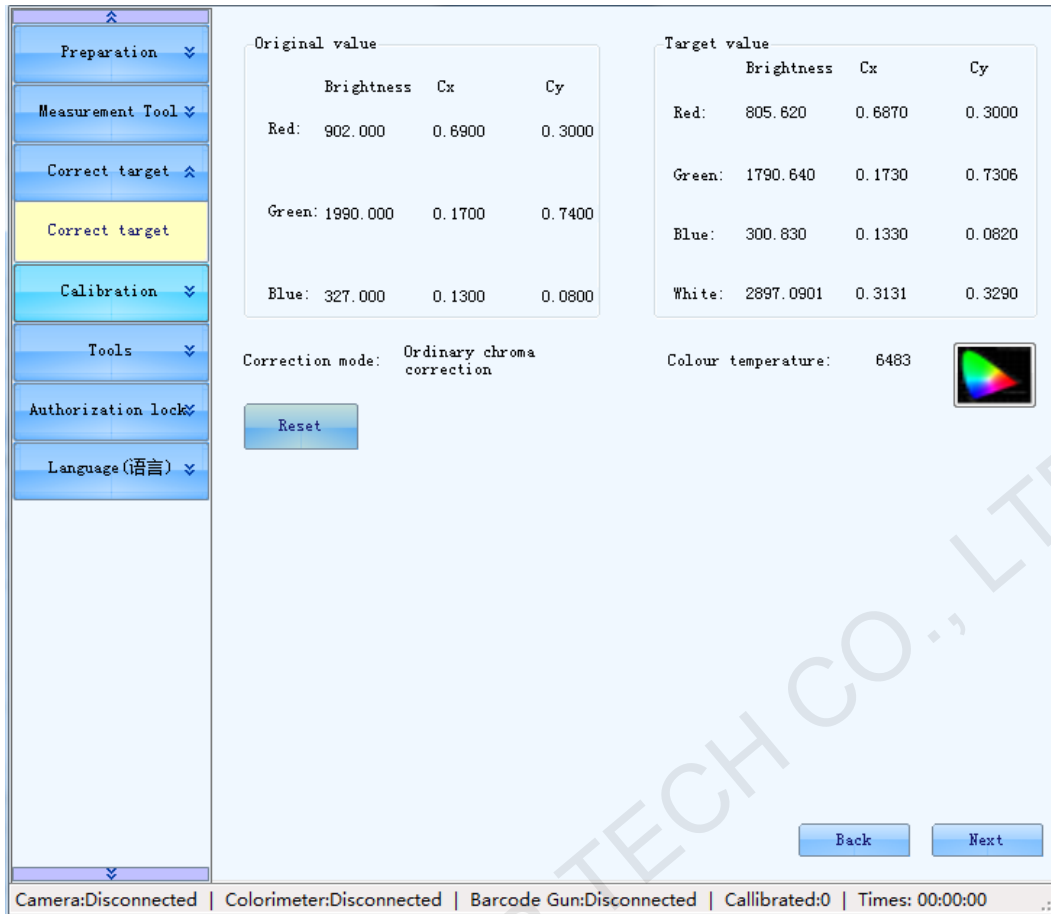 Preparation
Measurement Tool
Correct target
Correct target
Calibration
Tools
Authorization lock
Language(语言)
Original value
Brightness Cx Cy
Red: 902.000 0.6900 0.3000
Green: 1990.000 0.1700 0.7400
Blue: 327.000 0.1300 0.0800
Target value
Brightness Cx Cy
Red: 805.620 0.6870 0.3000
Green: 1790.640 0.1730 0.7306
Blue: 300.830 0.1330 0.0820
White: 2897.0901 0.3131 0.3290
Correction mode: Ordinary chroma
correction
Colour temperature: 6483
Reset
TECH CO., LT
Back Next
Camera:Disconnected | Colorimeter:Disconnected | Barcode Gun:Disconnected | Callibrated:0 | Times: 00:00:00